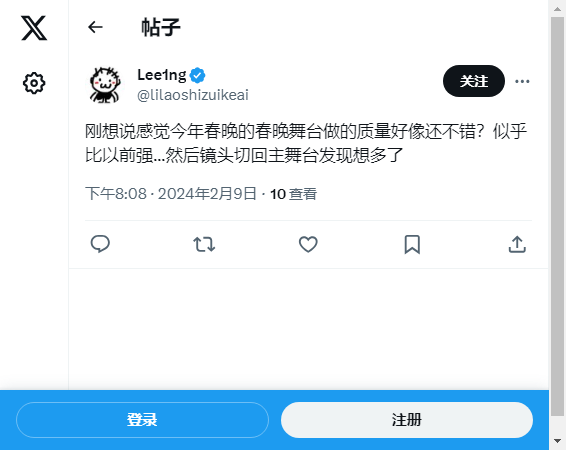 帖子
Lee1ng
关注
@lilaoshizuikeai
刚想说感觉今年春晚的春晚舞台做的质量好像还不错？似乎
比以前强...然后镜头切回主舞台发现想多了
下午8:08 · 2024年2月9日 · 10 查看
登录
注册